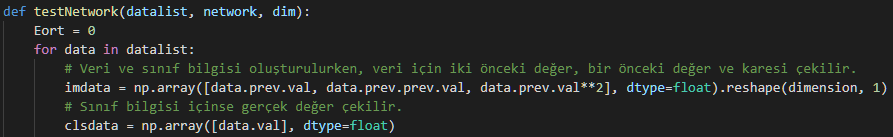 def testNetwork(datalist, network, dim):
    Eort = 0
    for data in datalist:
        # Veri ve sınıf bilgisi oluşturulurken, veri için iki önceki değer, bir önceki değer ve karesi çekilir.
        imdata = np.array([data.prev.val, data.prev.prev.val, data.prev.val**2], dtype=float).reshape(dimension, 1)
        # Sınıf bilgisi içinse gerçek değer çekilir.
        clsdata = np.array([data.val], dtype=float)